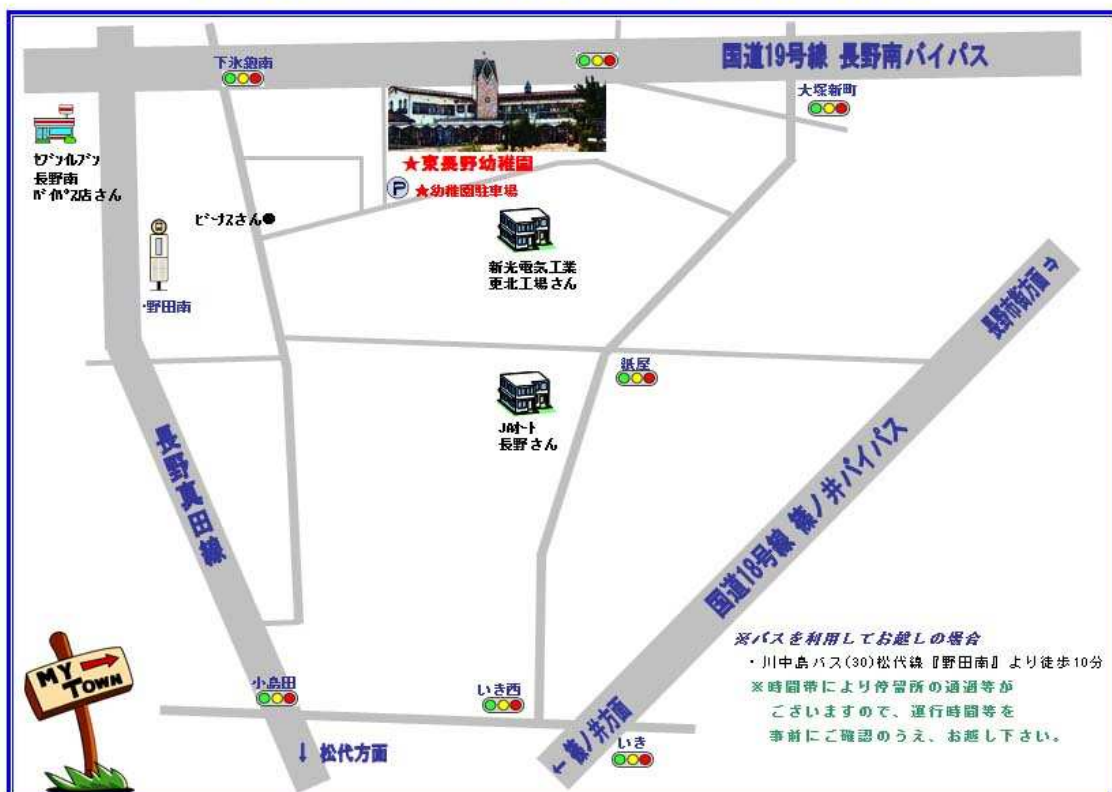 国道19号線 長野南バイパス
下氷鉋南
大塚新町
セブンイレブン
長野南
バイパス店さん
★東長野幼稚園
P ★幼稚園駐車場
ビーナスさん●
新光電気工業
更北工場さん
・野田南
長野市街方面 ⇒
紙屋
JAオート
長野さん
長野真田線
国道18号線 篠ノ井バイパス
※バスを利用してお越しの場合
・川中島バス(30)松代線『野田南』より徒歩10分
※時間帯により停留所の通過等が
ございますので、運行時間等を
事前にご確認のうえ、お越し下さい。
MY
TOWN
小島田
いき西
いき
← 篠ノ井方面
↓ 松代方面